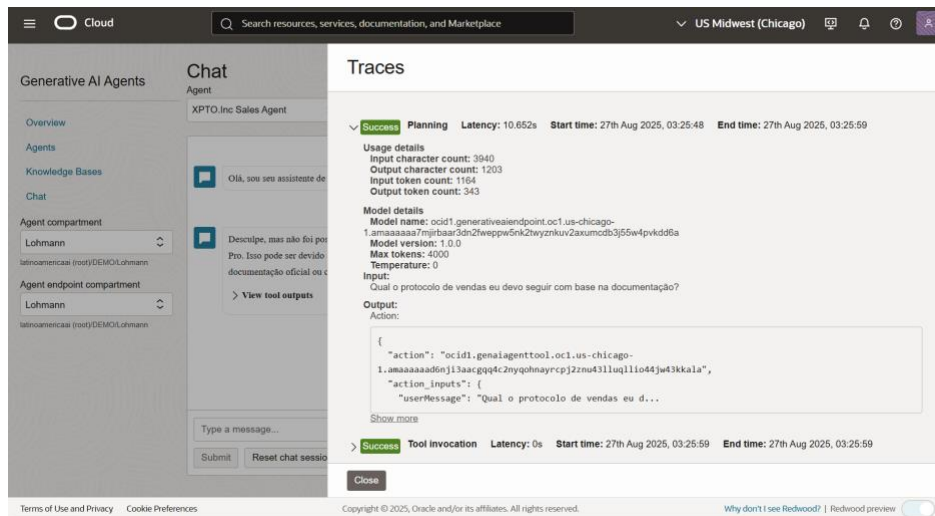 Cloud
Search resources, services, documentation, and Marketplace
US Midwest (Chicago)
Generative AI Agents
Overview
Agents
Knowledge Bases
Chat
Agent compartment
Lohmann
latinoamericaai (root)/DEMO/Lohmann
Agent endpoint compartment
Lohmann
latinoamericaai (root)/DEMO/Lohmann
Chat
Agent
XPTO.Inc Sales Agent
Olá, sou seu assistente de
Desculpe, mas não foi pos
Pro. Isso pode ser devido
documentação oficial ou c
View tool outputs
Type a message...
Submit
Reset chat sessio
Traces
Success Planning Latency: 10.652s Start time: 27th Aug 2025, 03:25:48 End time: 27th Aug 2025, 03:25:59
Usage details
Input character count: 3940
Output character count: 1203
Input token count: 1164
Output token count: 343
Model details
Model name: ocid1.generativeaiendpoint.oc1.us-chicago-
Model version: 1.0.0
Max tokens: 4000
Temperature: 0
Input:
Qual o protocolo de vendas eu devo seguir com base na documentação?
Output:
Action:
{
"action": "ocid1.genaiagenttool.oc1.us-chicago-
"action_inputs": {
"userMessage": "Qual o protocolo de vendas eu d...
Show more
Success Tool invocation Latency: 0s Start time: 27th Aug 2025, 03:25:59 End time: 27th Aug 2025, 03:25:59
Close
Terms of Use and Privacy Cookie Preferences
Copyright © 2025, Oracle and/or its affiliates. All rights reserved.
Why don't I see Redwood? | Redwood preview